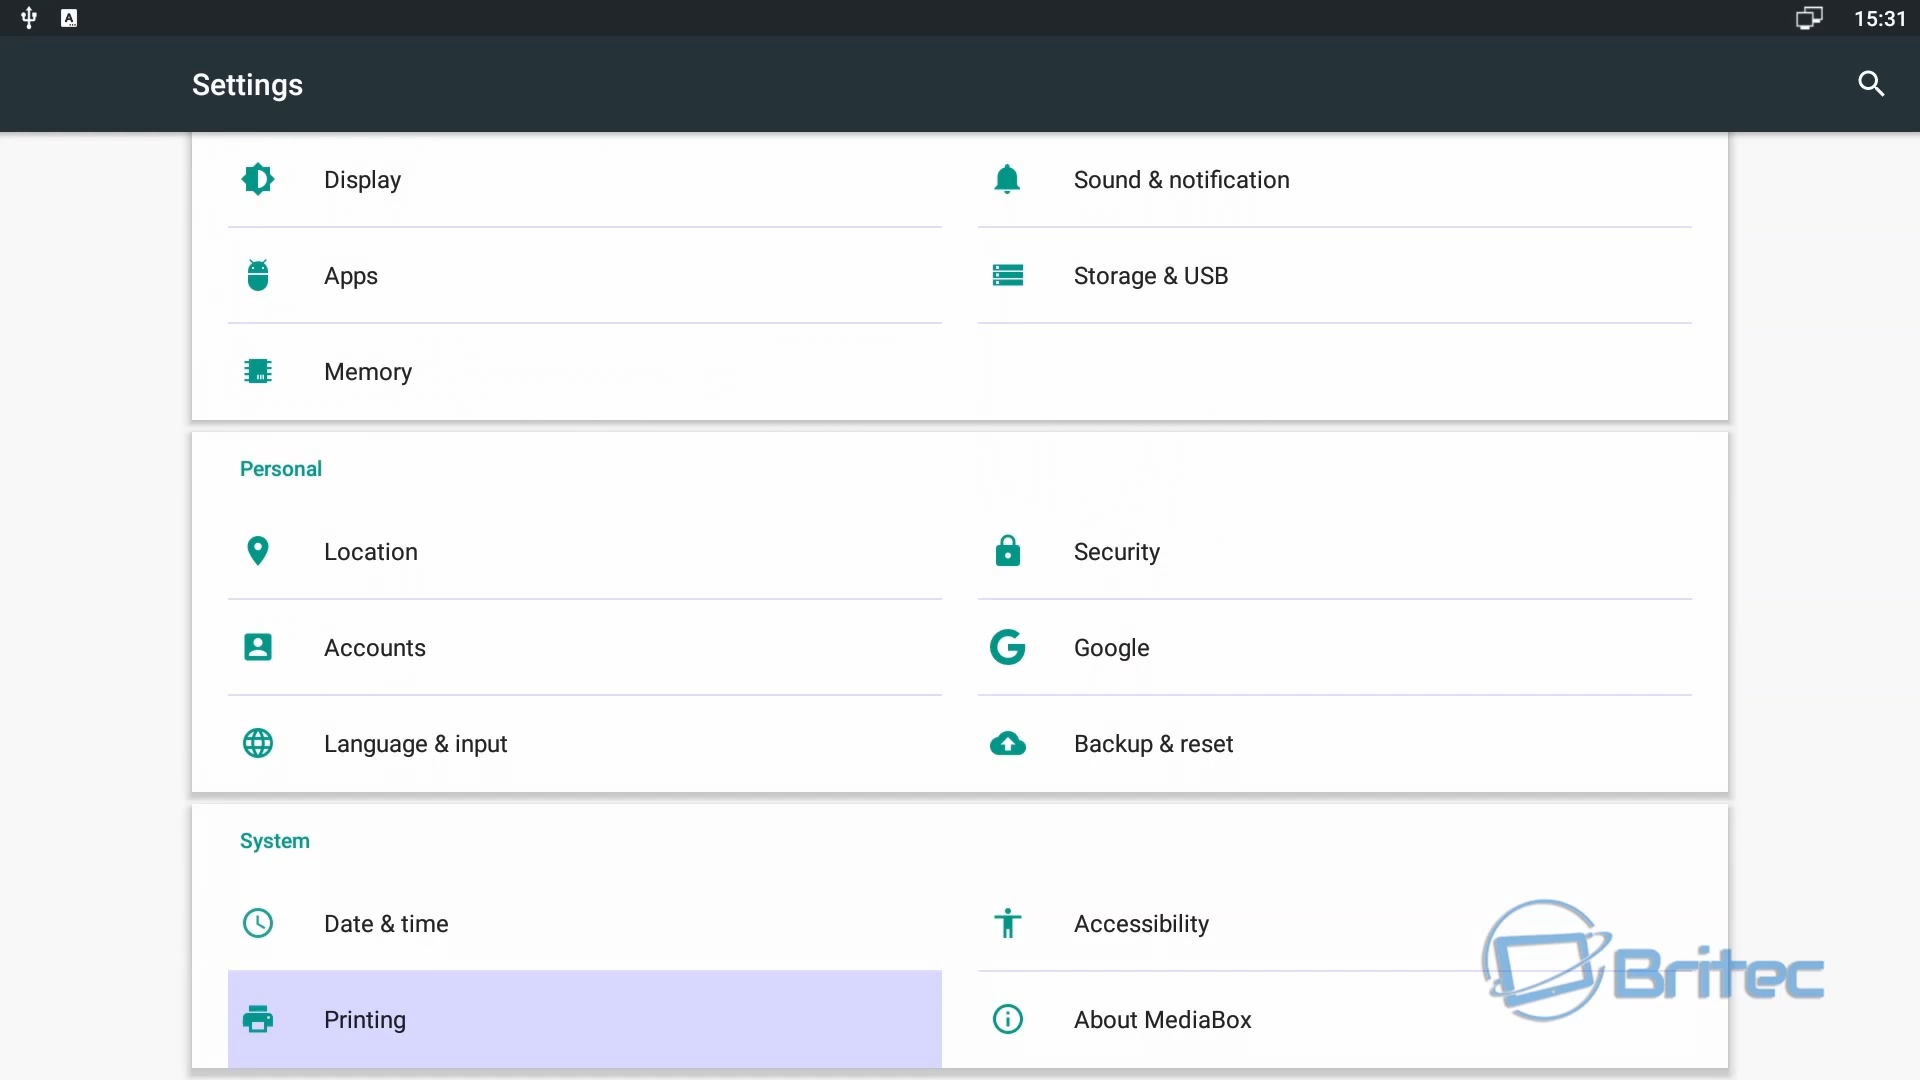 A
15:31
Settings
Display
Sound & notification
Apps
Storage & USB
Memory
Personal
Location
Security
Accounts
Google
Language & input
Backup & reset
System
Date & time
Accessibility
Printing
About MediaBox
Britec